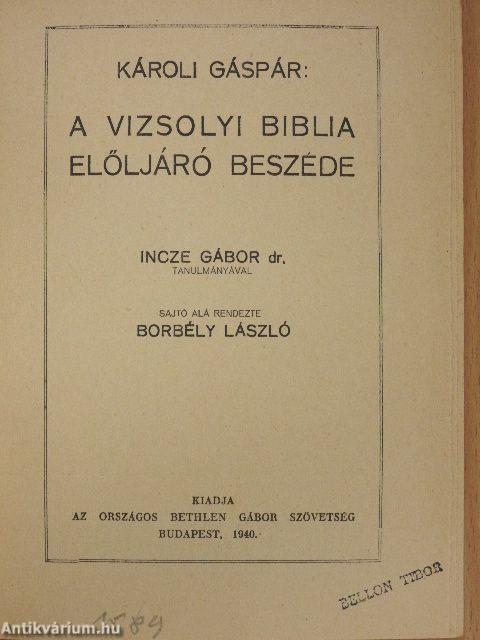 KÁROLI GÁSPÁR:
A VIZSOLYI BIBLIA
ELŐLJÁRÓ BESZÉDE
INCZE GÁBOR dr.
TANULMÁNYÁVAL
SAJTÓ ALÁ RENDEZTE
BORBÉLY LÁSZLÓ
KIADJA
AZ ORSZÁGOS BETHLEN GÁBOR SZÖVETSÉG
BUDAPEST, 1940.
BELLON TIBOR
1589
Antikvárium.hu